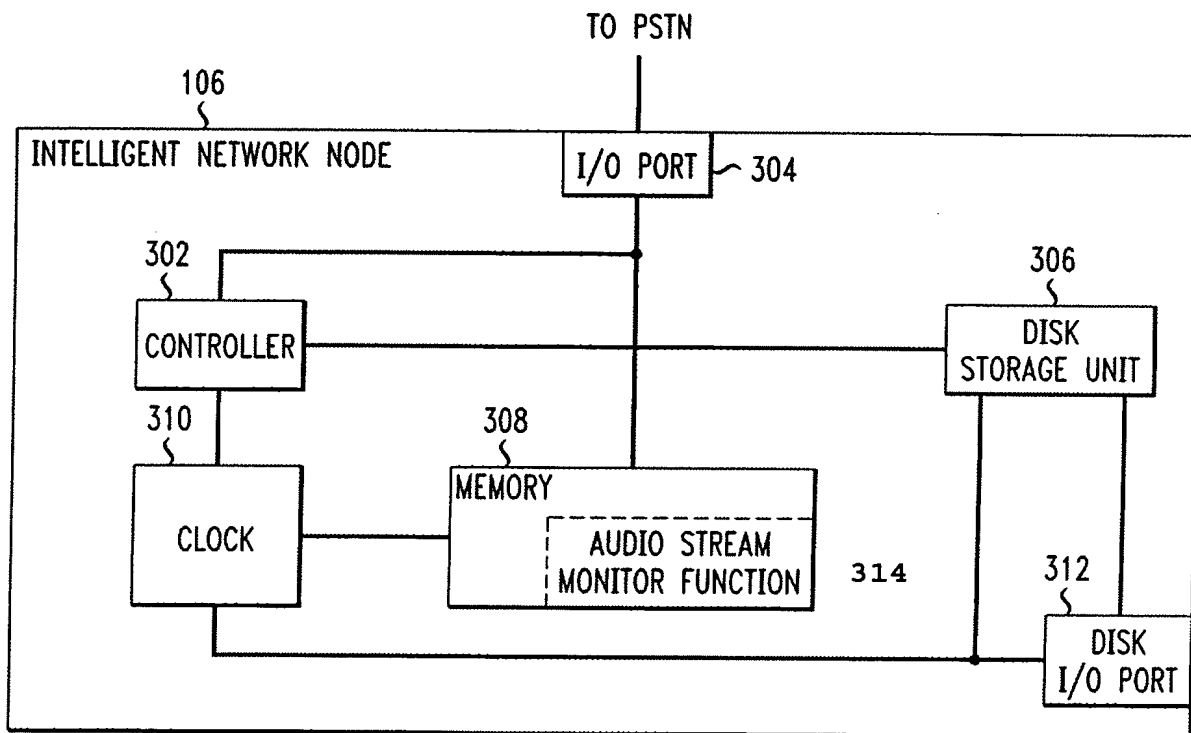 TO PSTN
106
INTELLIGENT NETWORK NODE
I/O PORT
304
302
306
CONTROLLER
DISK
STORAGE UNIT
310
308
MEMORY
CLOCK
AUDIO STREAM
MONITOR FUNCTION
314
312
DISK
I/O PORT